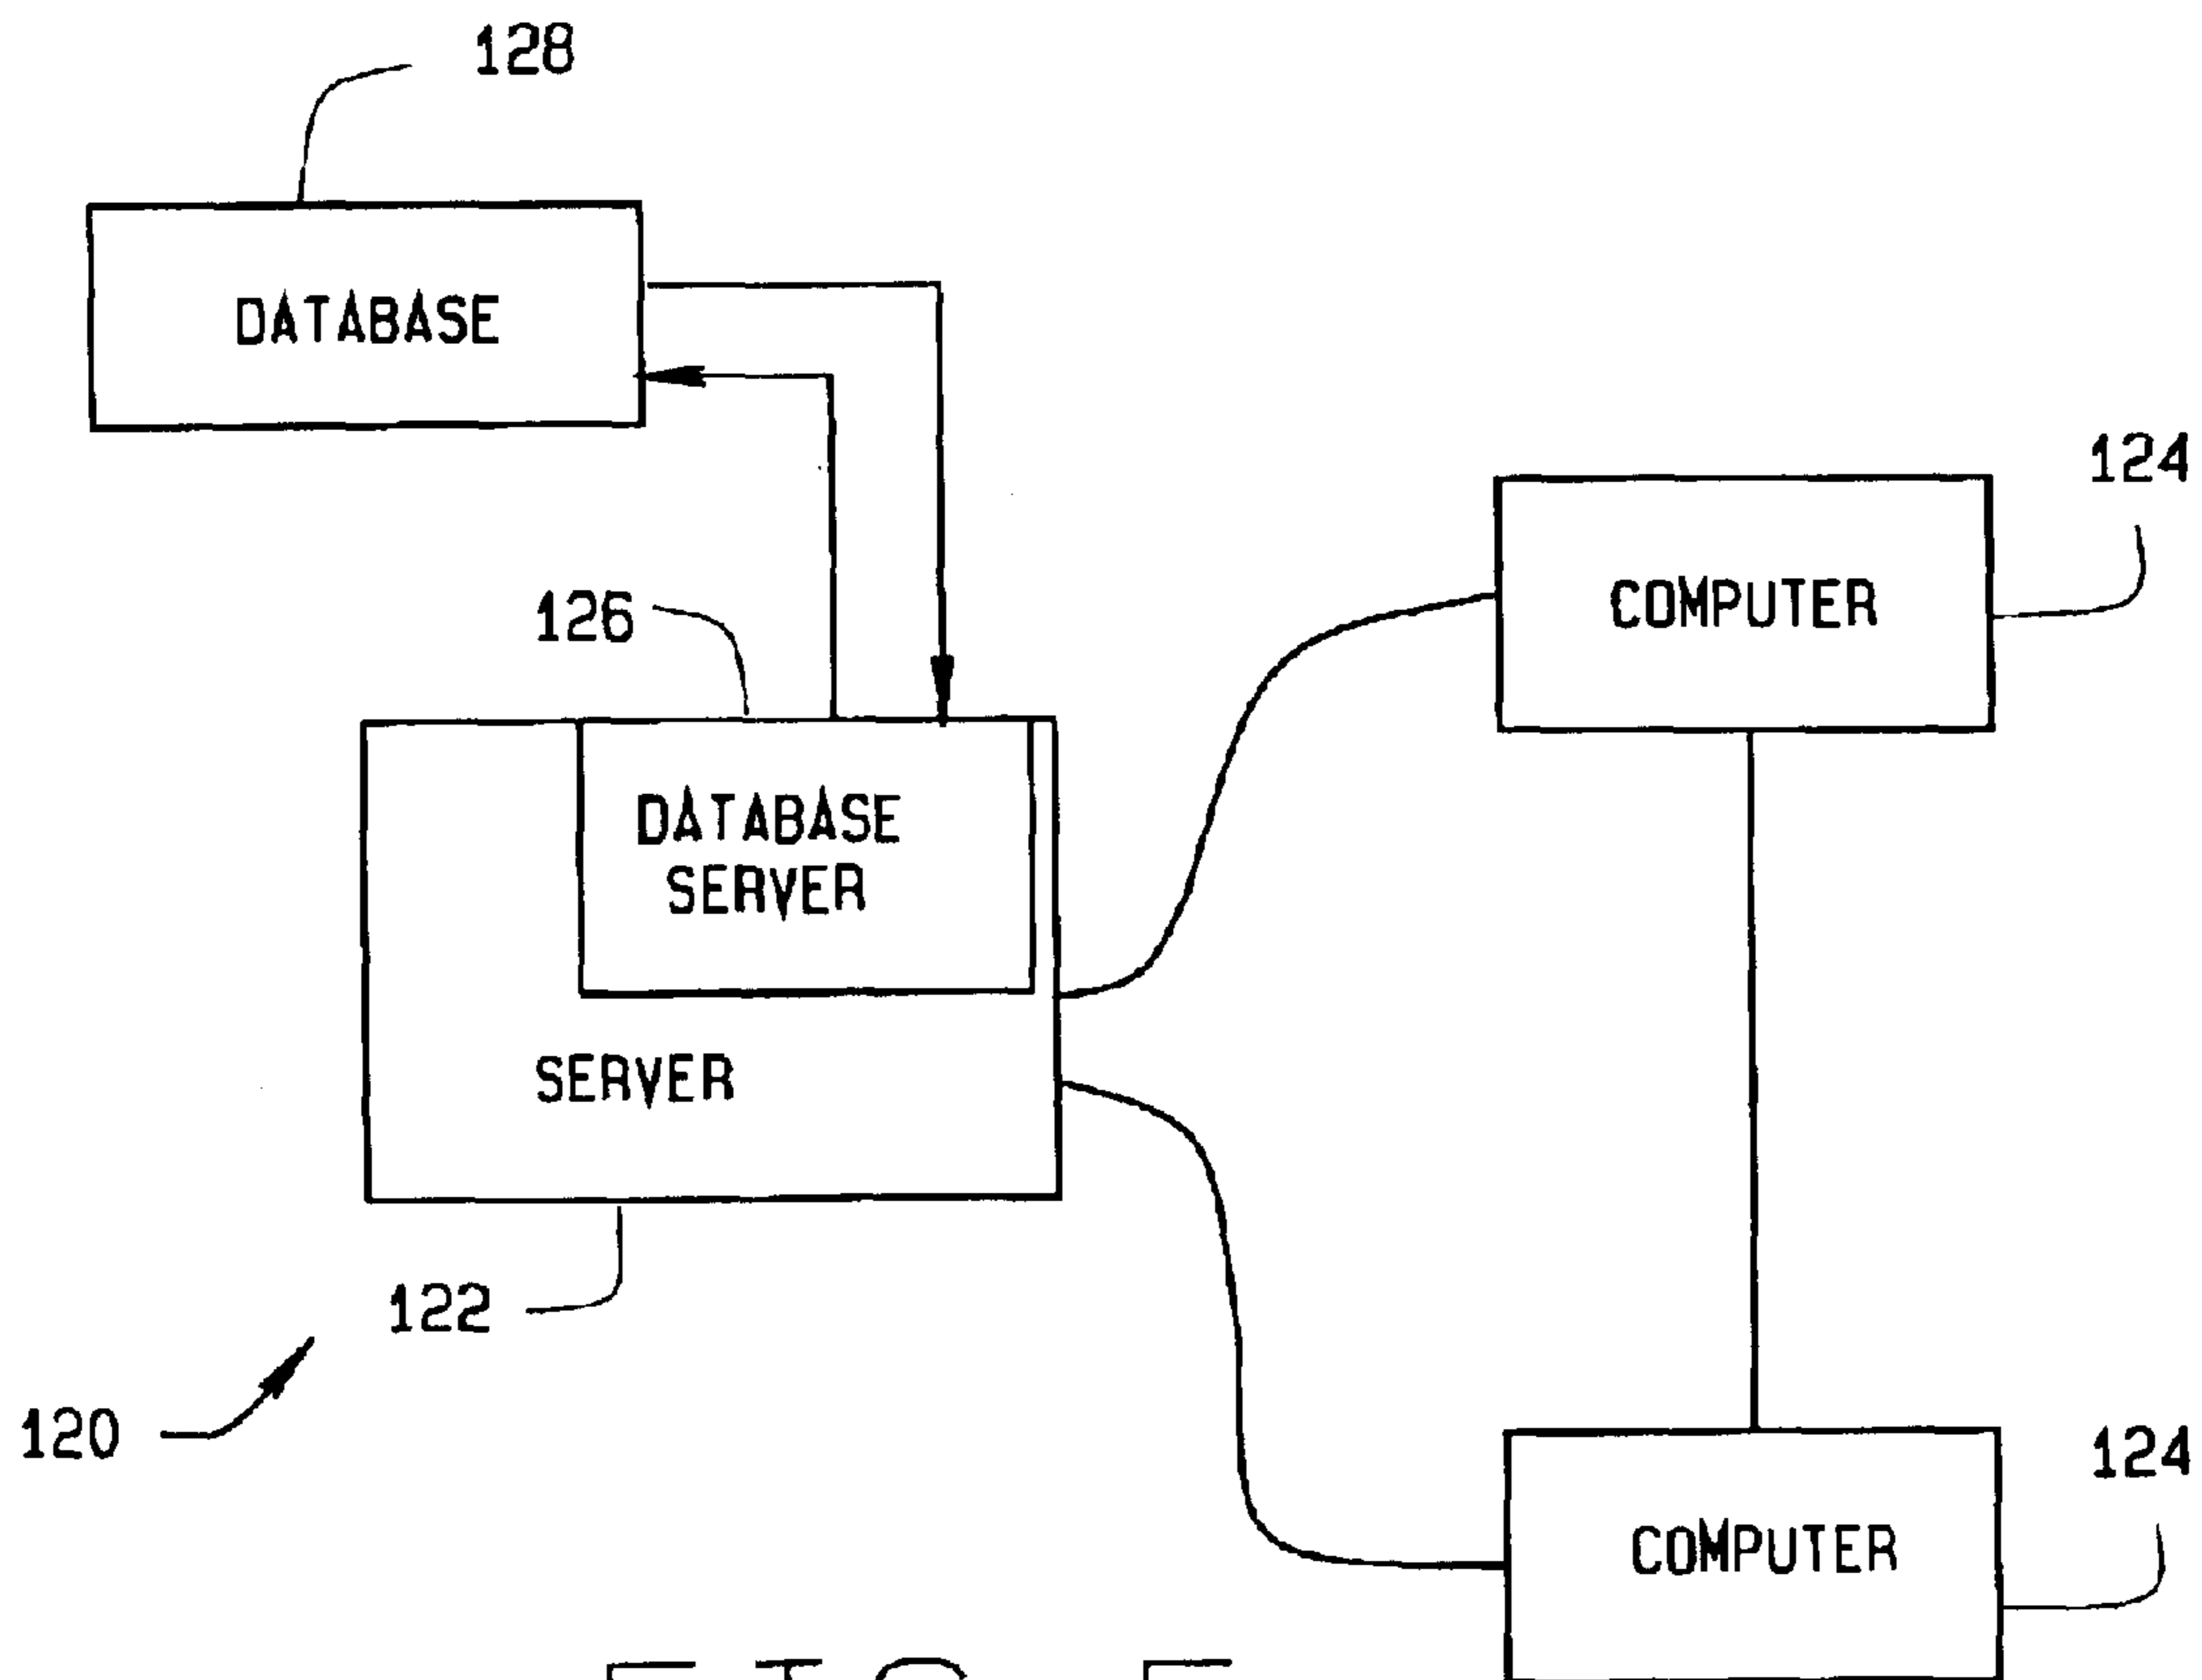 128
DATABASE
124
COMPUTER
126
DATABASE
SERVER
SERVER
122
120
124
COMPUTER